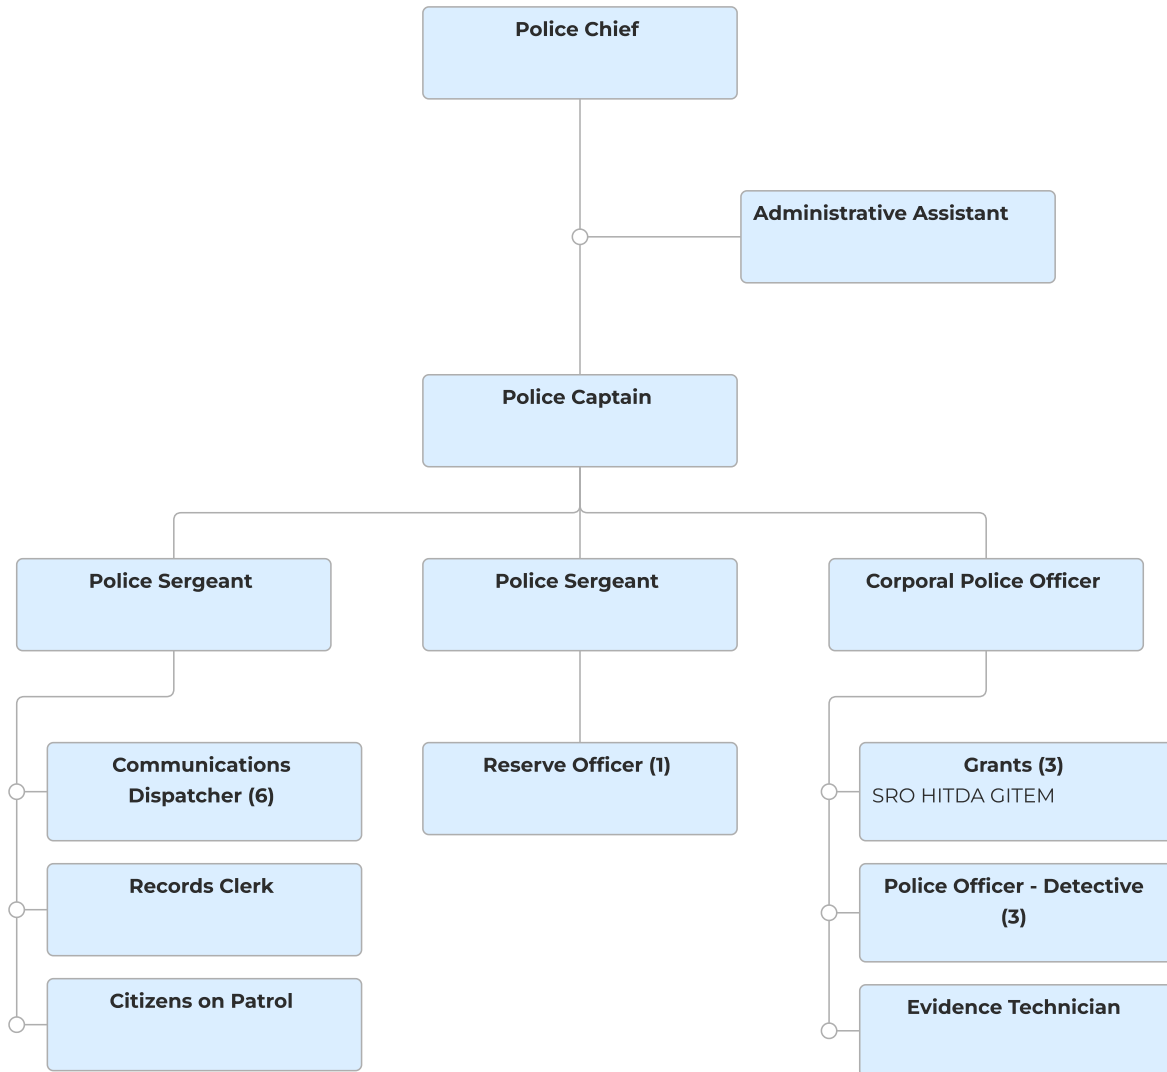 Police Chief
Administrative Assistant
Police Captain
Police Sergeant
Police Sergeant
Corporal Police Officer
Communications
Dispatcher (6)
Records Clerk
Citizens on Patrol
Reserve Officer (1)
Grants (3)
SRO HITDA GITEM
Police Officer - Detective
(3)
Evidence Technician